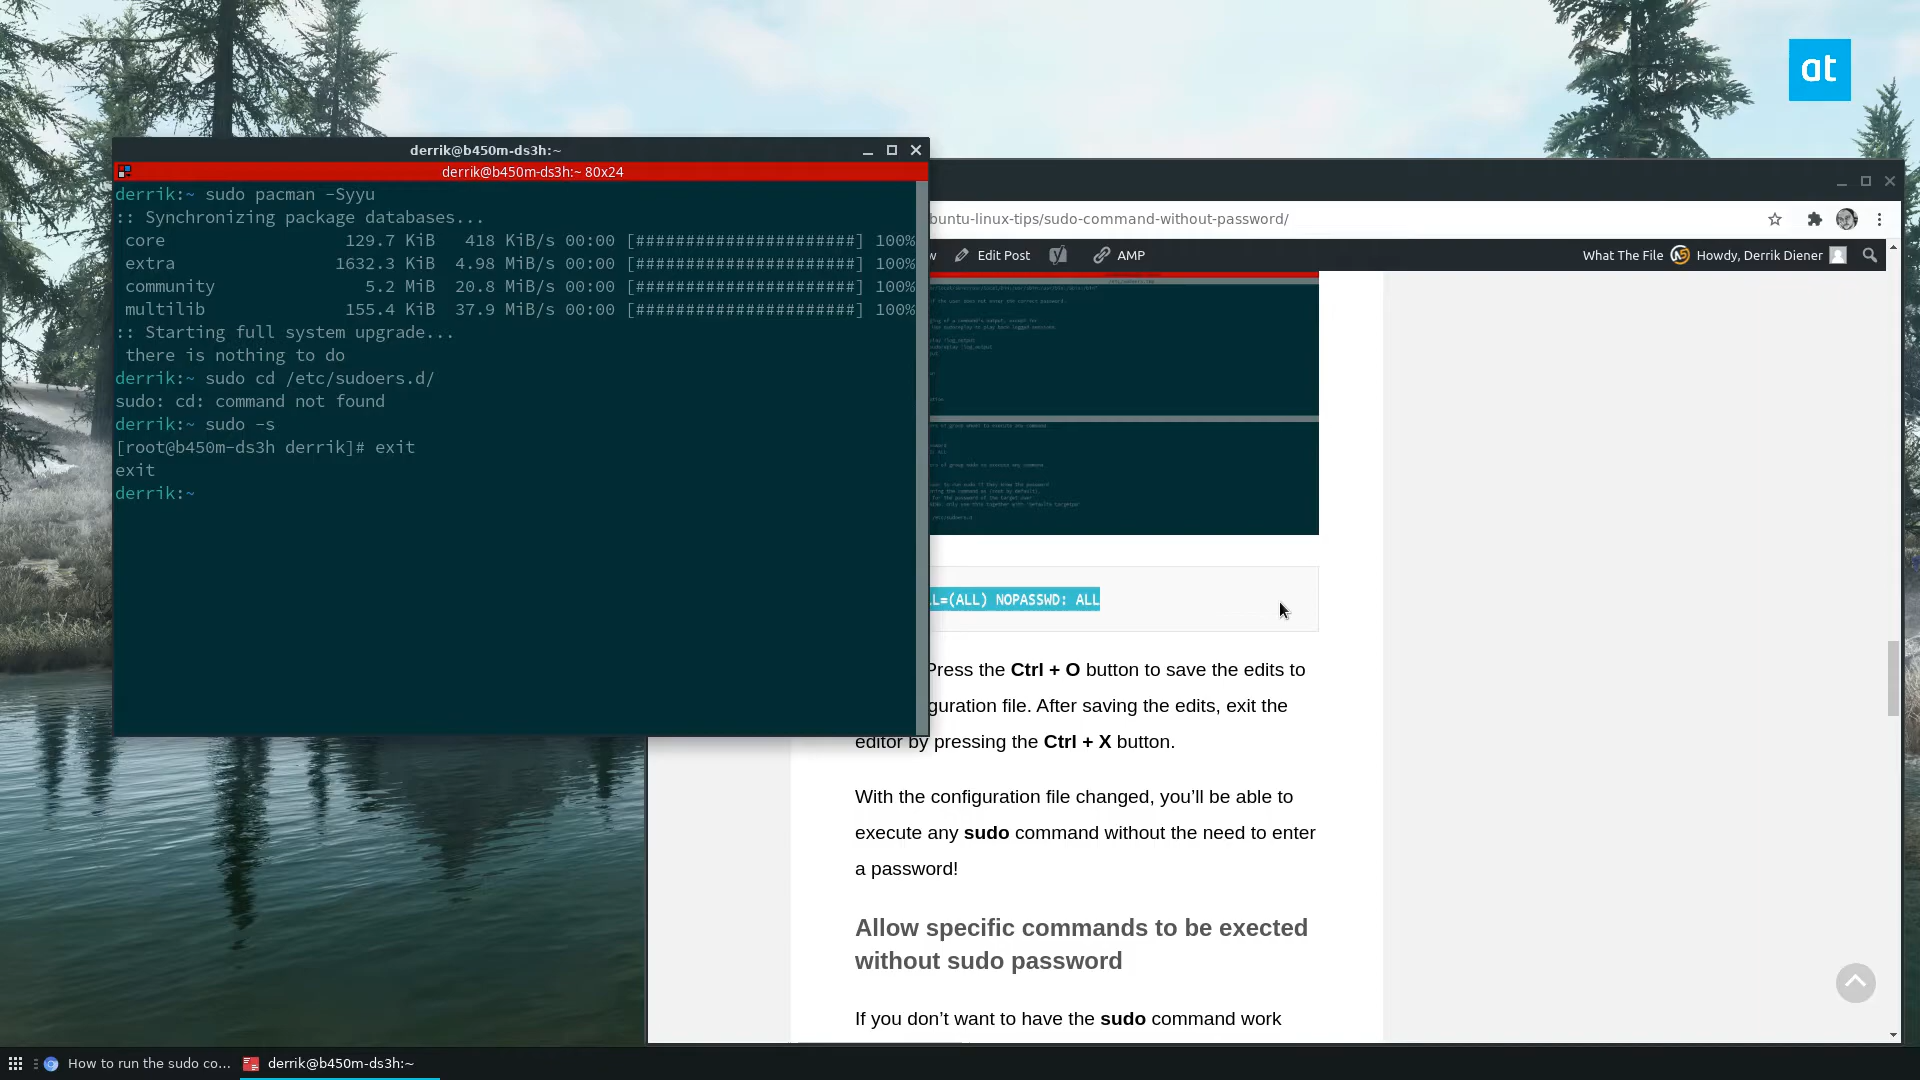 at
derrik@b450m-ds3h:~
derrik@b450m-ds3h:~ 80x24
derrik:~ sudo pacman -Syyu
:: Synchronizing package databases...
core 129.7 KiB 418 KiB/s 00:00 [######################] 100%
extra 1632.3 KiB 4.98 MiB/s 00:00 [######################] 100%
community 5.2 MiB 20.8 MiB/s 00:00 [######################] 100%
multilib 155.4 KiB 37.9 MiB/s 00:00 [######################] 100%
:: Starting full system upgrade...
there is nothing to do
derrik:~ sudo cd /etc/sudoers.d/
sudo: cd: command not found
derrik:~ sudo -s
[root@b450m-ds3h derrik]# exit
exit
derrik:~
buntu-linux-tips/sudo-command-without-password/
w Edit Post AMP What The File Howdy, Derrik Diener
LL=(ALL) NOPASSWD: ALL
Press the Ctrl + O button to save the edits to
guration file. After saving the edits, exit the
editor by pressing the Ctrl + X button.
With the configuration file changed, you’ll be able to
execute any sudo command without the need to enter
a password!
Allow specific commands to be exected
without sudo password
If you don’t want to have the sudo command work
How to run the sudo co... derrik@b450m-ds3h:~